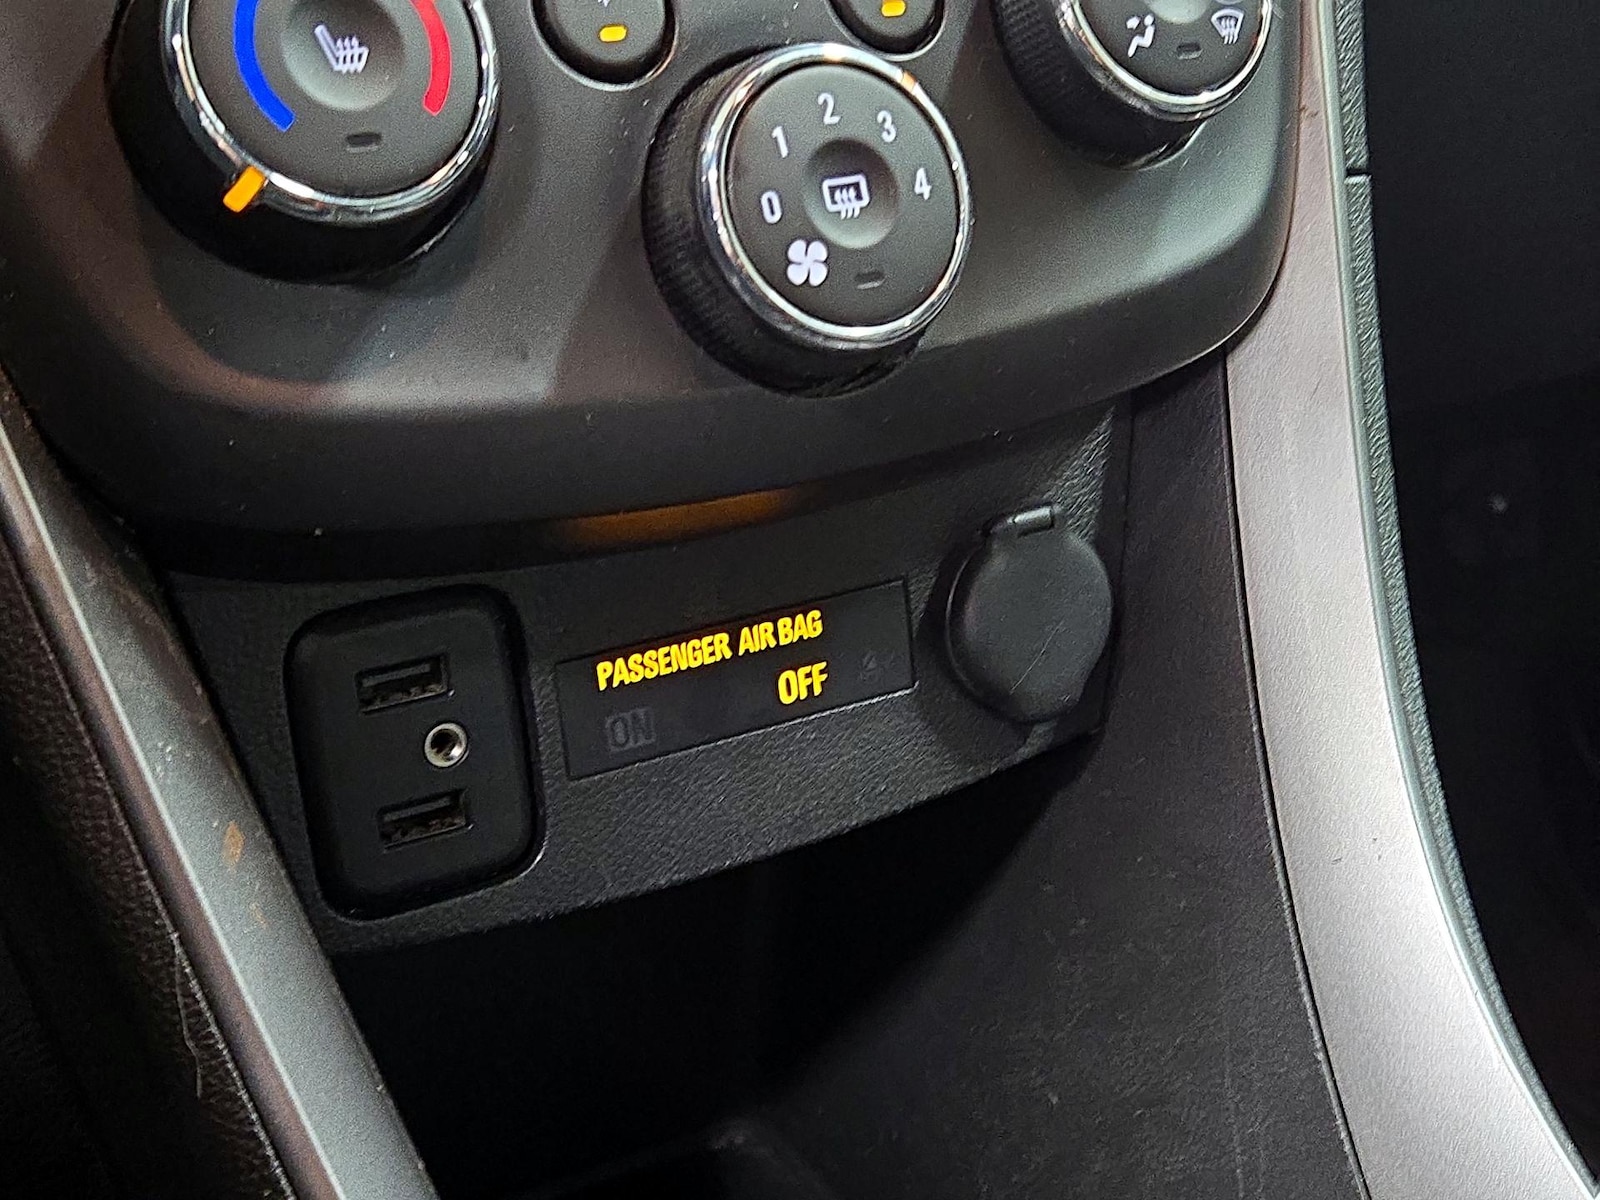 2
1 3
0 4
PASSENGER AIR BAG
ON OFF